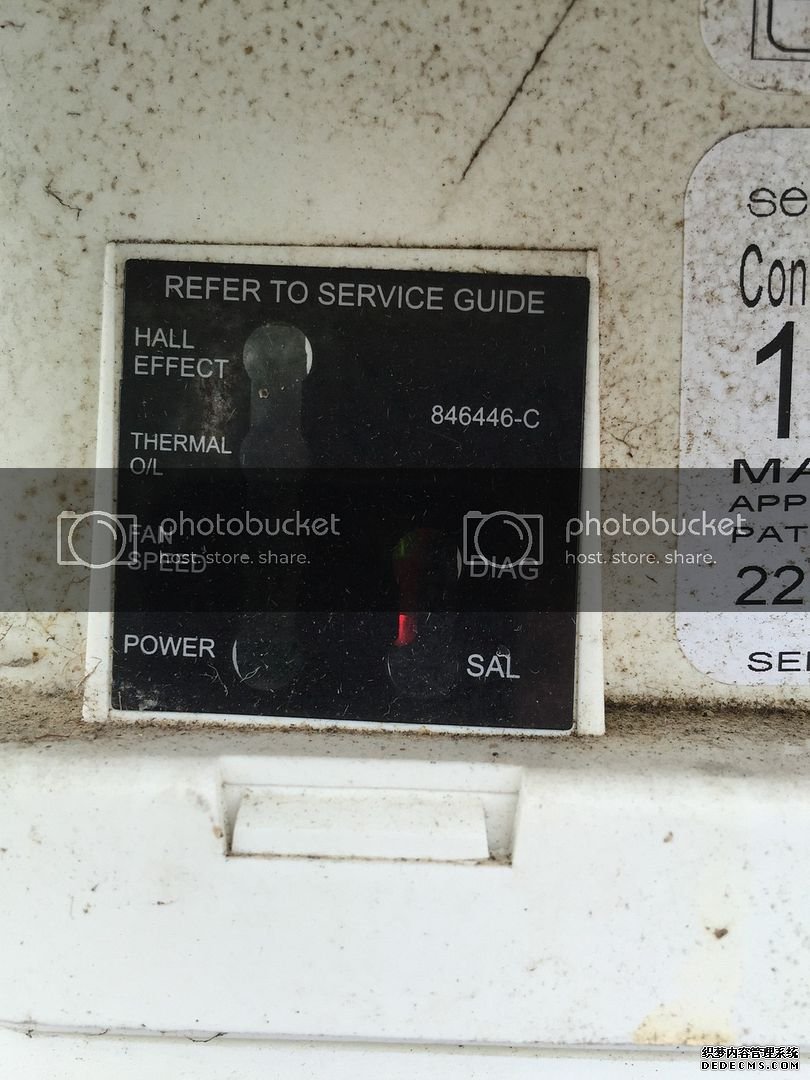 REFER TO SERVICE GUIDE
HALL
EFFECT
846446-C
THERMAL
O/L
FAN
SPEED
DIAG
POWER
SAL
se
Con
1
MA
APP
PAT
22
SE
photobucket
host. store. share.
photobucket
host. store. share.
织梦内容管理系统
DEDECMS.COM